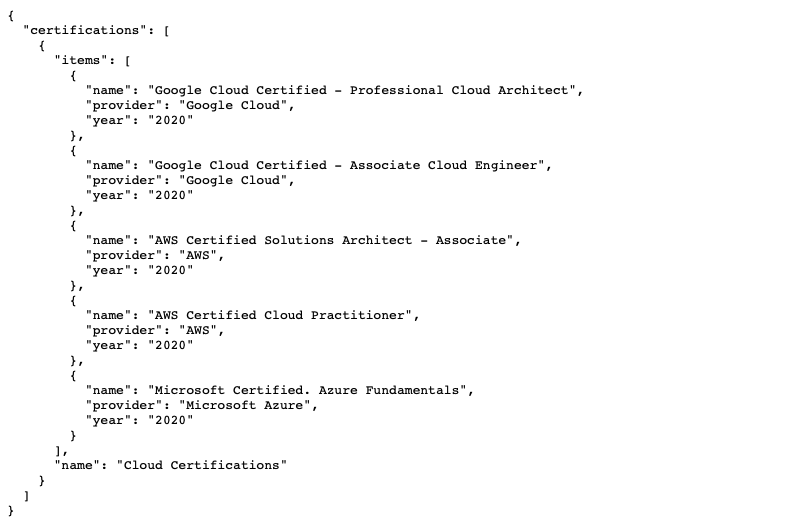 {
  "certifications": [
    {
      "items": [
        {
          "name": "Google Cloud Certified - Professional Cloud Architect",
          "provider": "Google Cloud",
          "year": "2020"
        },
        {
          "name": "Google Cloud Certified - Associate Cloud Engineer",
          "provider": "Google Cloud",
          "year": "2020"
        },
        {
          "name": "AWS Certified Solutions Architect - Associate",
          "provider": "AWS",
          "year": "2020"
        },
        {
          "name": "AWS Certified Cloud Practitioner",
          "provider": "AWS",
          "year": "2020"
        },
        {
          "name": "Microsoft Certified. Azure Fundamentals",
          "provider": "Microsoft Azure",
          "year": "2020"
        }
      ],
      "name": "Cloud Certifications"
    }
  ]
}